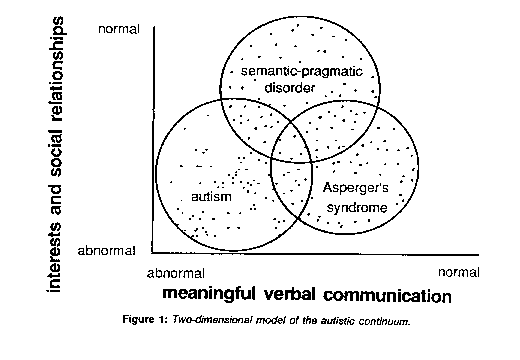 normal
interests and social relationships
semantic-pragmatic
disorder
autism
Asperger's
syndrome
abnormal
abnormal
normal
meaningful verbal communication
Figure 1: Two-dimensional model of the autistic continuum.